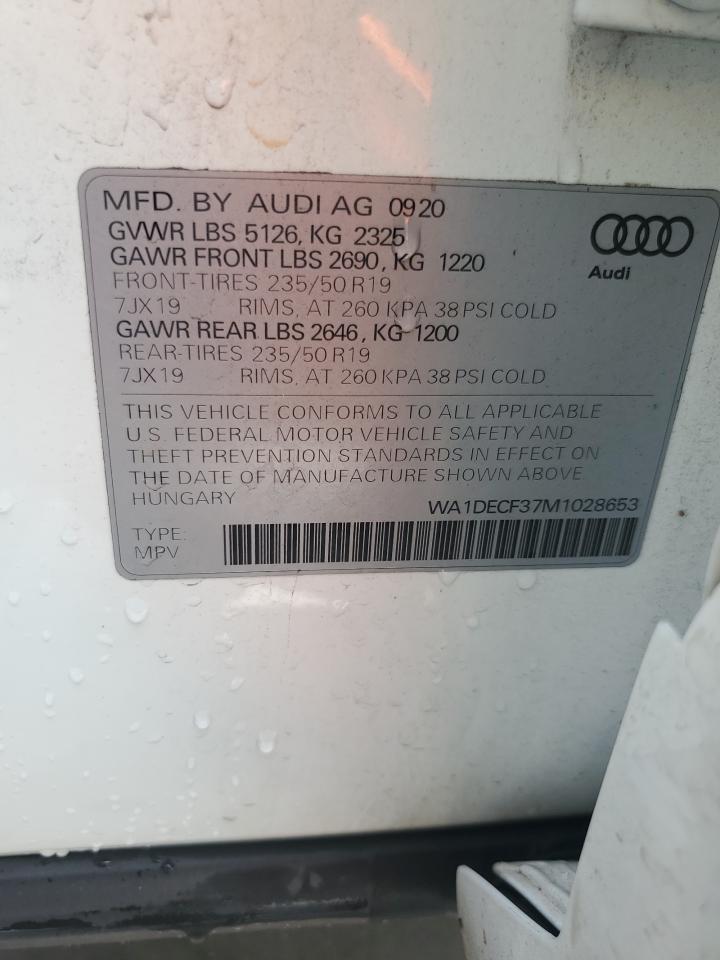 MFD. BY AUDI AG 0920
GVWR LBS 5126, KG 2325
GAWR FRONT LBS 2690, KG 1220
FRONT-TIRES 235/50 R19
7JX19 RIMS, AT 260 KPA 38 PSI COLD
GAWR REAR LBS 2646, KG 1200
REAR-TIRES 235/50 R19
7JX19 RIMS, AT 260 KPA 38 PSI COLD
Audi
THIS VEHICLE CONFORMS TO ALL APPLICABLE
U.S. FEDERAL MOTOR VEHICLE SAFETY AND
THEFT PREVENTION STANDARDS IN EFFECT ON
THE DATE OF MANUFACTURE SHOWN ABOVE.
HUNGARY
WA1DECF37M1028653
TYPE:
MPV